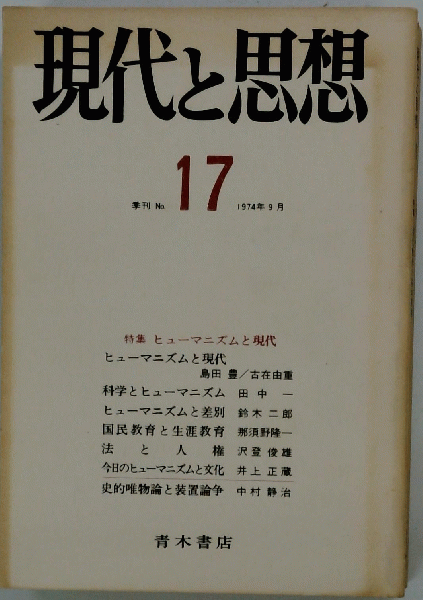 現代と思想
季刊 No. 17 1974年9月
特集 ヒューマニズムと現代
ヒューマニズムと現代
島田 豊／古在由重
科学とヒューマニズム 田中 一
ヒューマニズムと差別 鈴木二郎
国民教育と生涯教育 那須野隆一
法と人権 沢登俊雄
今日のヒューマニズムと文化 井上正蔵
史的唯物論と装置論争 中村静治
青木書店